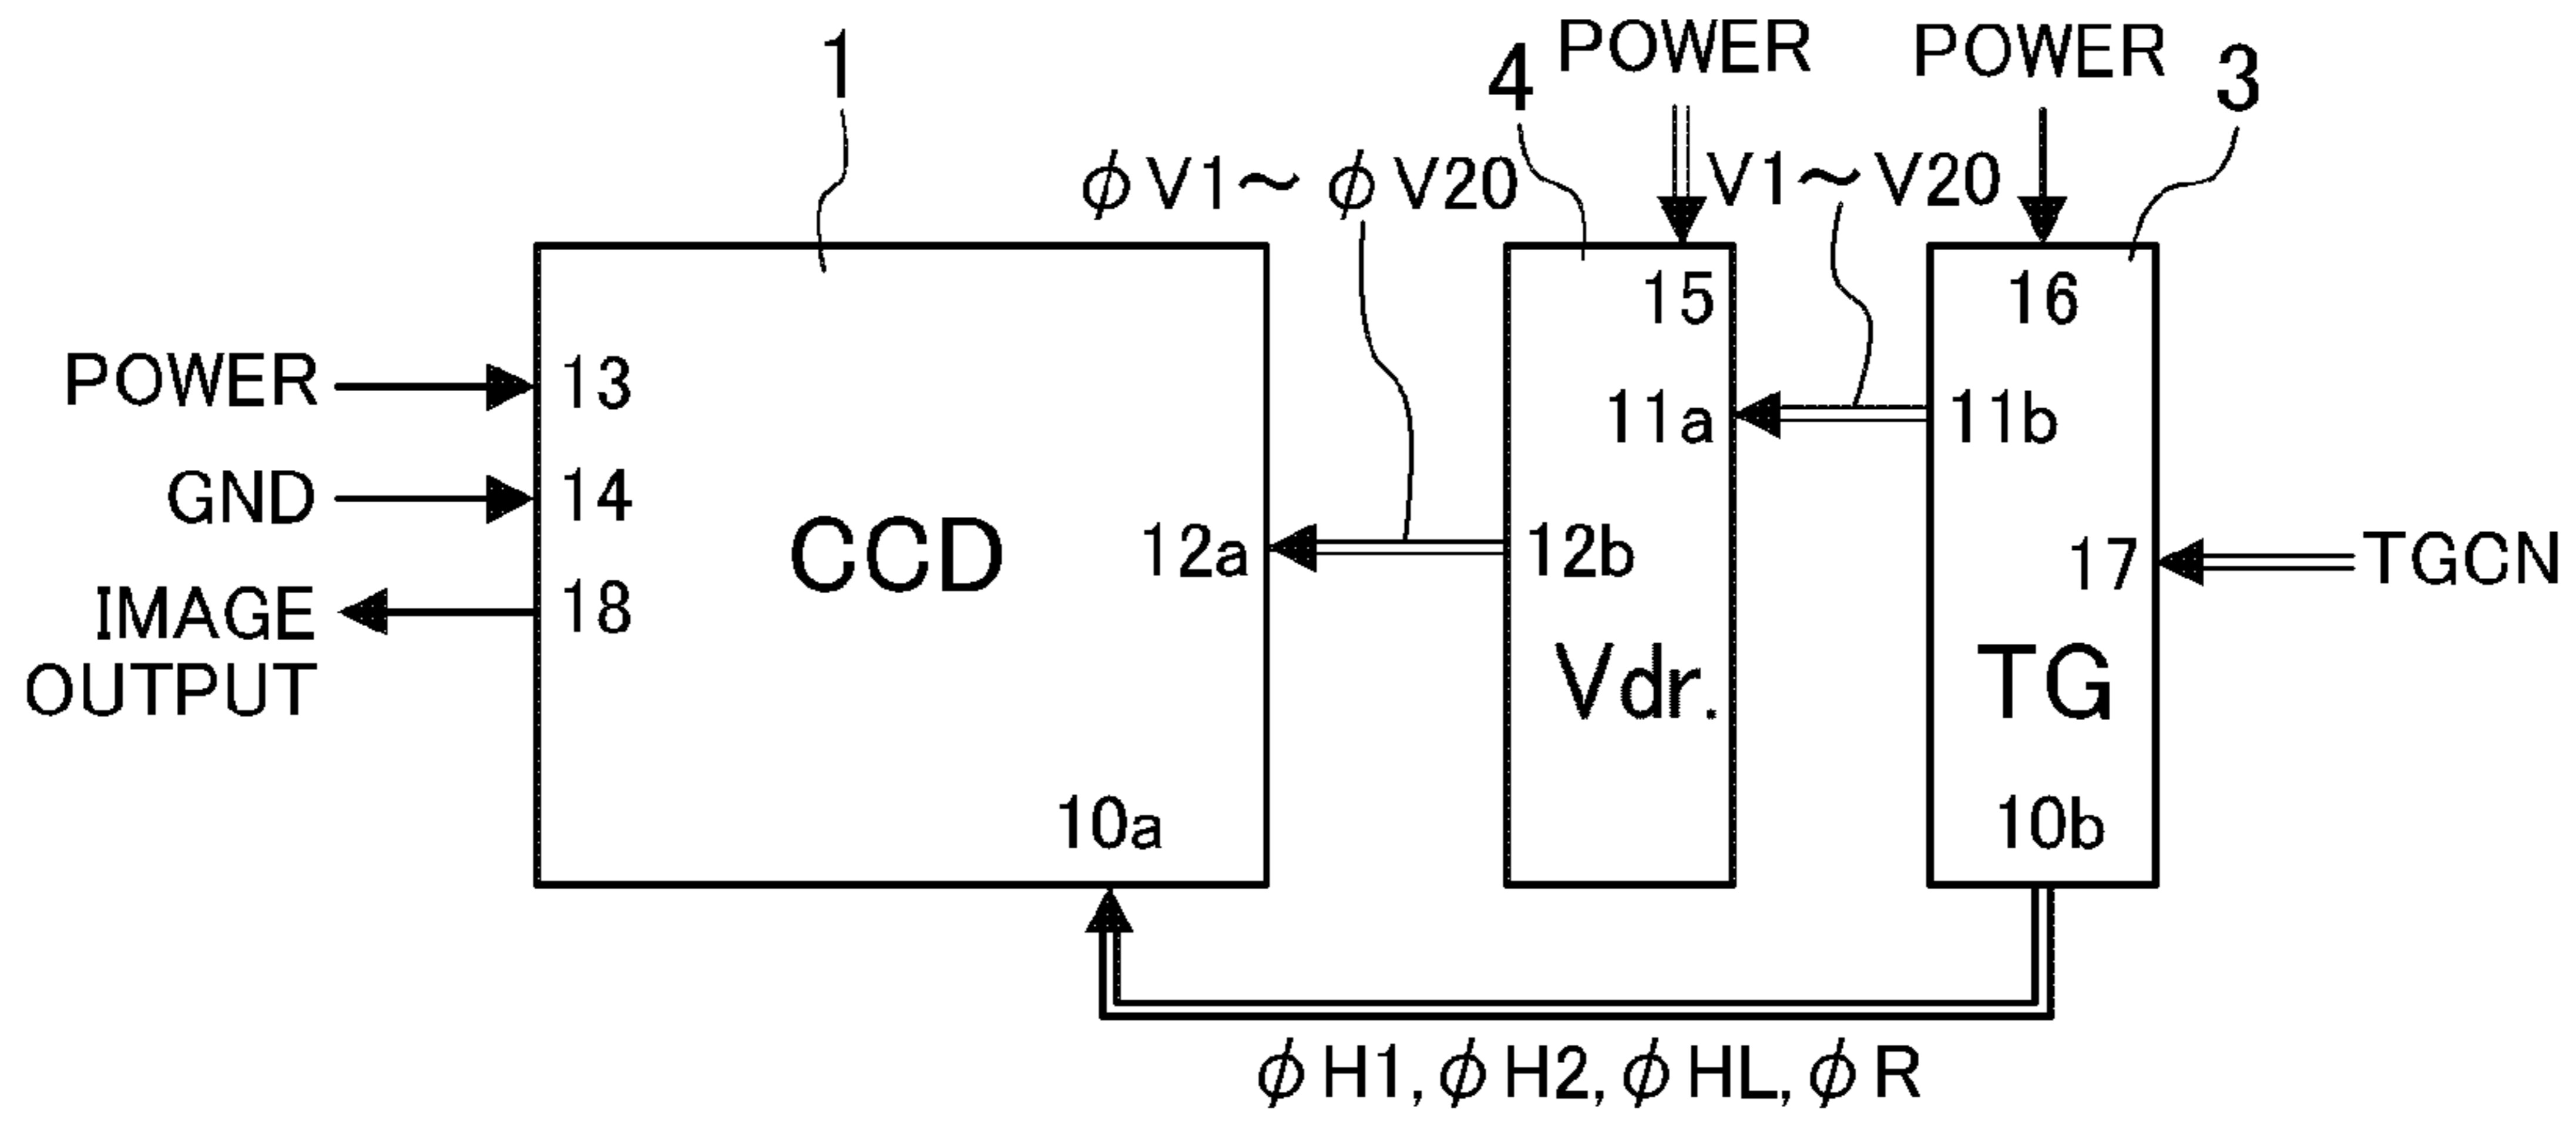 1
4
POWER
POWER
3
ϕV1～ϕV20
V1～V20
15
16
POWER
13
11a
11b
GND
14
CCD
12a
12b
17
TGCN
IMAGE
OUTPUT
18
Vdr.
TG
10a
10b
ϕH1, ϕH2, ϕHL, ϕR